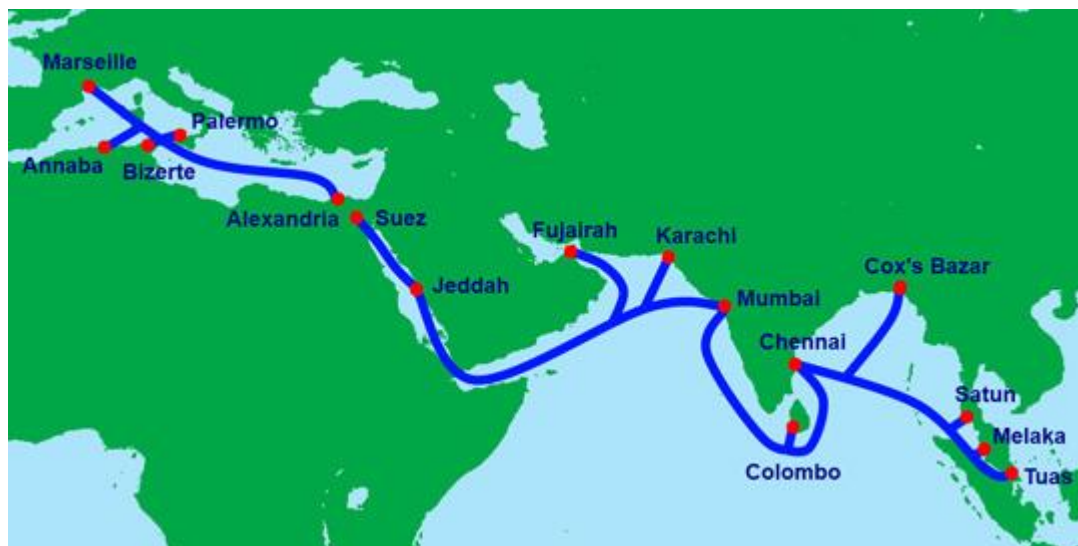 Marseille
Palermo
Annaba
Bizerte
Alexandria
Suez
Jeddah
Fujairah
Karachi
Mumbai
Cox's Bazar
Chennai
Colombo
Satun
Melaka
Tuas